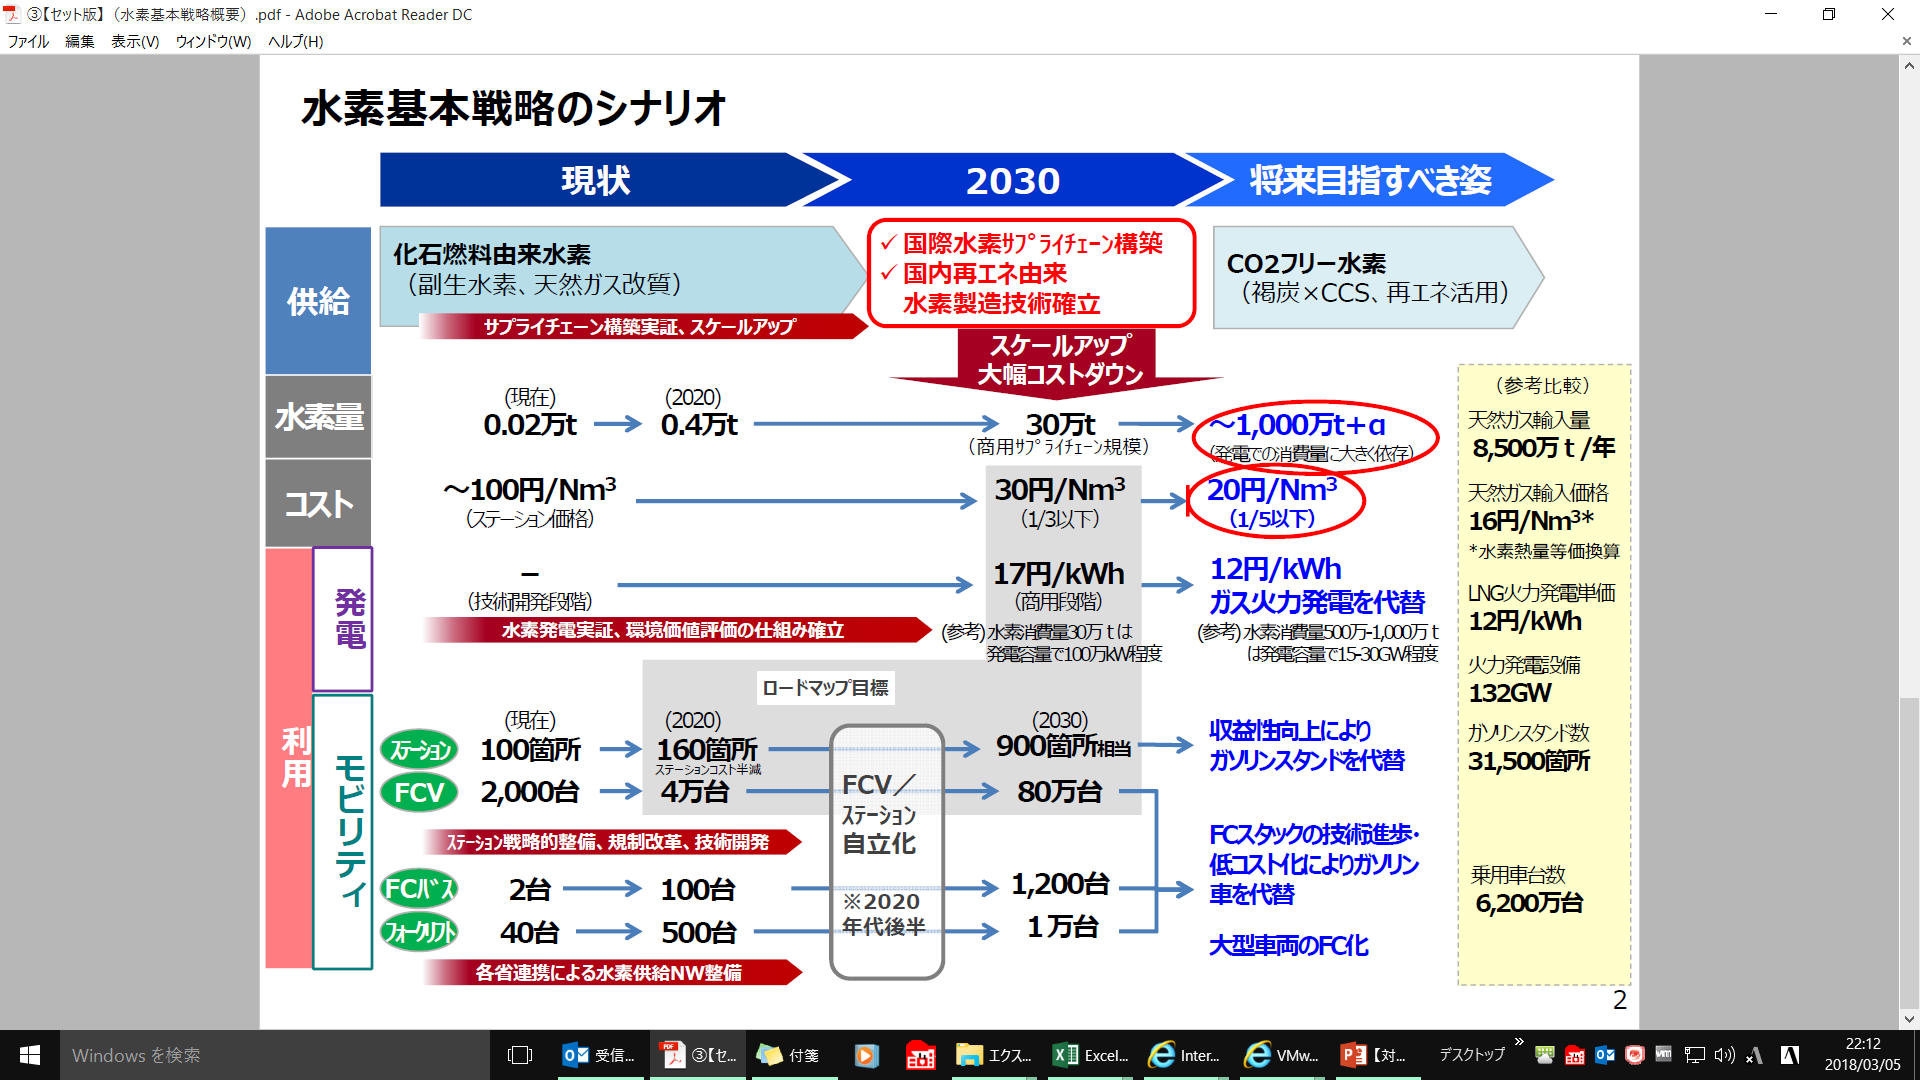 ③【セット版】（水素基本戦略概要）.pdf - Adobe Acrobat Reader DC
ファイル 編集 表示(V) ウィンドウ(W) ヘルプ(H)
水素基本戦略のシナリオ
現状
2030
将来目指すべき姿
供給
化石燃料由来水素
（副生水素、天然ガス改質）
サプライチェーン構築実証、スケールアップ
✓ 国際水素ｻﾌﾟﾗｲﾁｪｰﾝ構築
✓ 国内再エネ由来
水素製造技術確立
CO2フリー水素
（褐炭×CCS、再エネ活用）
スケールアップ
大幅コストダウン
水素量
(現在)
0.02万t
(2020)
0.4万t
30万t
（商用ｻﾌﾟﾗｲﾁｪｰﾝ規模）
～1,000万t＋α
（発電での消費量に大きく依存）
コスト
～100円/Nm³
（ステーション価格）
30円/Nm³
（1/3以下）
20円/Nm³
（1/5以下）
利用
発電
－
（技術開発段階）
17円/kWh
（商用段階）
12円/kWh
ガス火力発電を代替
水素発電実証、環境価値評価の仕組み確立
（参考）水素消費量30万ｔは
発電容量で100万kW程度
（参考）水素消費量500万-1,000万ｔ
は発電容量で15-30GW程度
ロードマップ目標
モビリティ
ｽﾃｰｼｮﾝ
(現在)
100箇所
(2020)
160箇所
ステーションコスト半減
(2030)
900箇所相当
収益性向上により
ガソリンスタンドを代替
FCV
2,000台
4万台
80万台
FCV／
ｽﾃｰｼｮﾝ
自立化
※2020
年代後半
ｽﾃｰｼｮﾝ戦略的整備、規制改革、技術開発
FCﾊﾞｽ
2台
100台
1,200台
FCスタックの技術進歩・
低コスト化によりガソリン
車を代替
ﾌｫｰｸﾘﾌﾄ
40台
500台
１万台
大型車両のFC化
各省連携による水素供給NW整備
（参考比較）
天然ガス輸入量
8,500万ｔ/年
天然ガス輸入価格
16円/Nm³*
*水素熱量等価換算
LNG火力発電単価
12円/kWh
火力発電設備
132GW
ガソリンスタンド数
31,500箇所
乗用車台数
6,200万台
2
Windows を検索
受信...
③【セ...
付箋
エクス...
Excel...
Inter...
VMw...
【対...
デスクトップ
22:12
2018/03/05